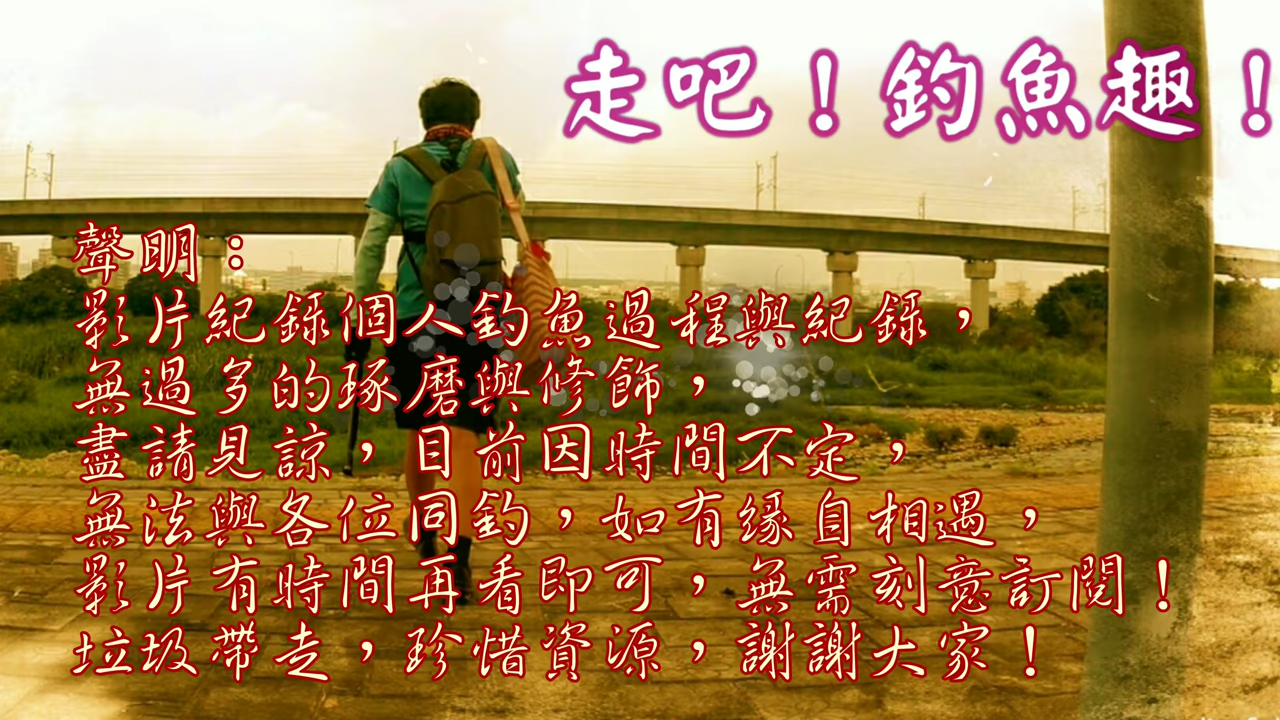 走吧！釣魚趣！
聲明：
影片紀錄個人釣魚過程與紀錄，
無過多的琢磨與修飾，
盡請見諒，目前因時間不定，
無法與各位同釣，如有緣自相遇，
影片有時間再看即可，無需刻意訂閱！
垃圾帶走，珍惜資源，謝謝大家！